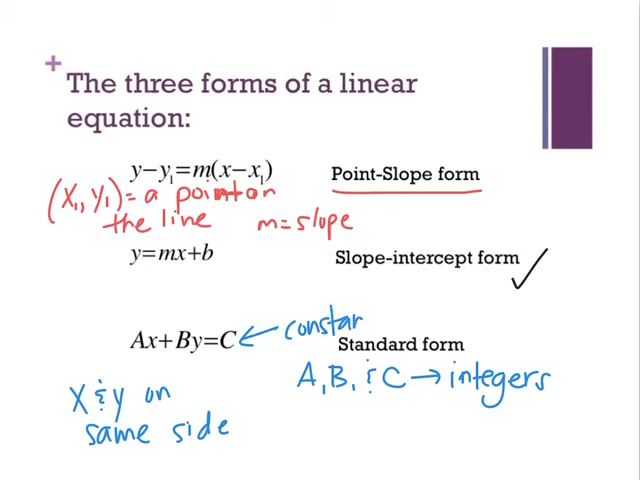 +
The three forms of a linear
equation:
y−y₁=m(x−x₁) Point-Slope form
(x₁, y₁) = a point on
the line m=slope
y=mx+b Slope-intercept form
Ax+By=C ← constar
Standard form
A, B, & C → integers
X & y on
same side